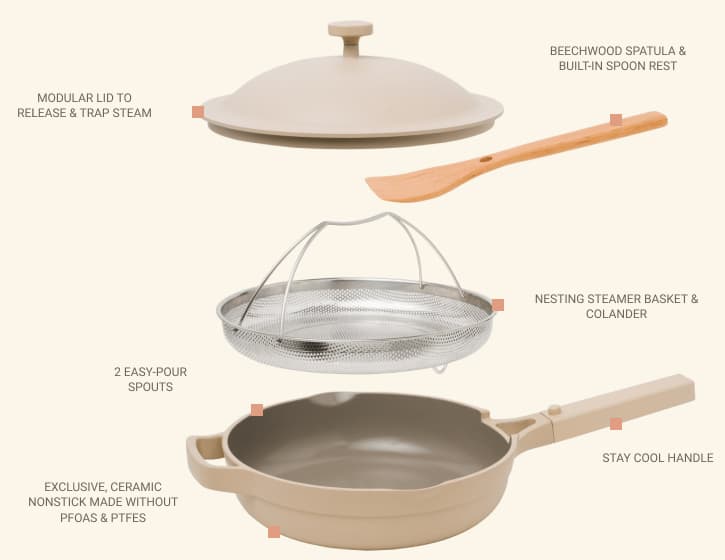 BEECHWOOD SPATULA &
BUILT-IN SPOON REST
MODULAR LID TO
RELEASE & TRAP STEAM
NESTING STEAMER BASKET &
COLANDER
2 EASY-POUR
SPOUTS
STAY COOL HANDLE
EXCLUSIVE, CERAMIC
NONSTICK MADE WITHOUT
PFOAS & PTFES